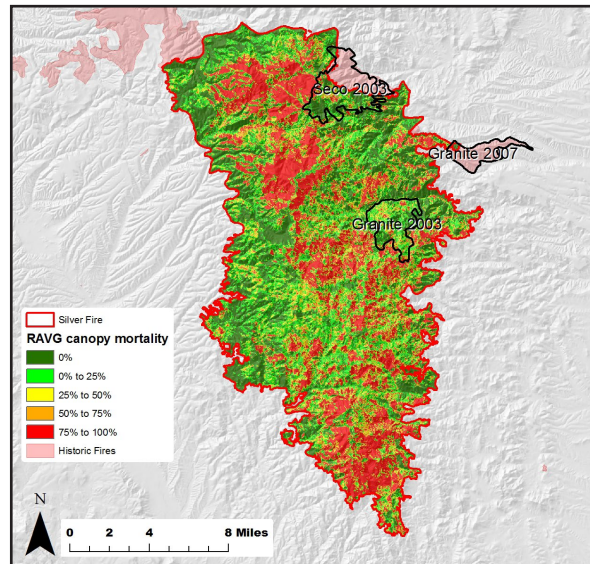 Seco 2003
Granite 2007
Granite 2003
Silver Fire
RAVG canopy mortality
0%
0% to 25%
25% to 50%
50% to 75%
75% to 100%
Historic Fires
N
0 2 4 8 Miles